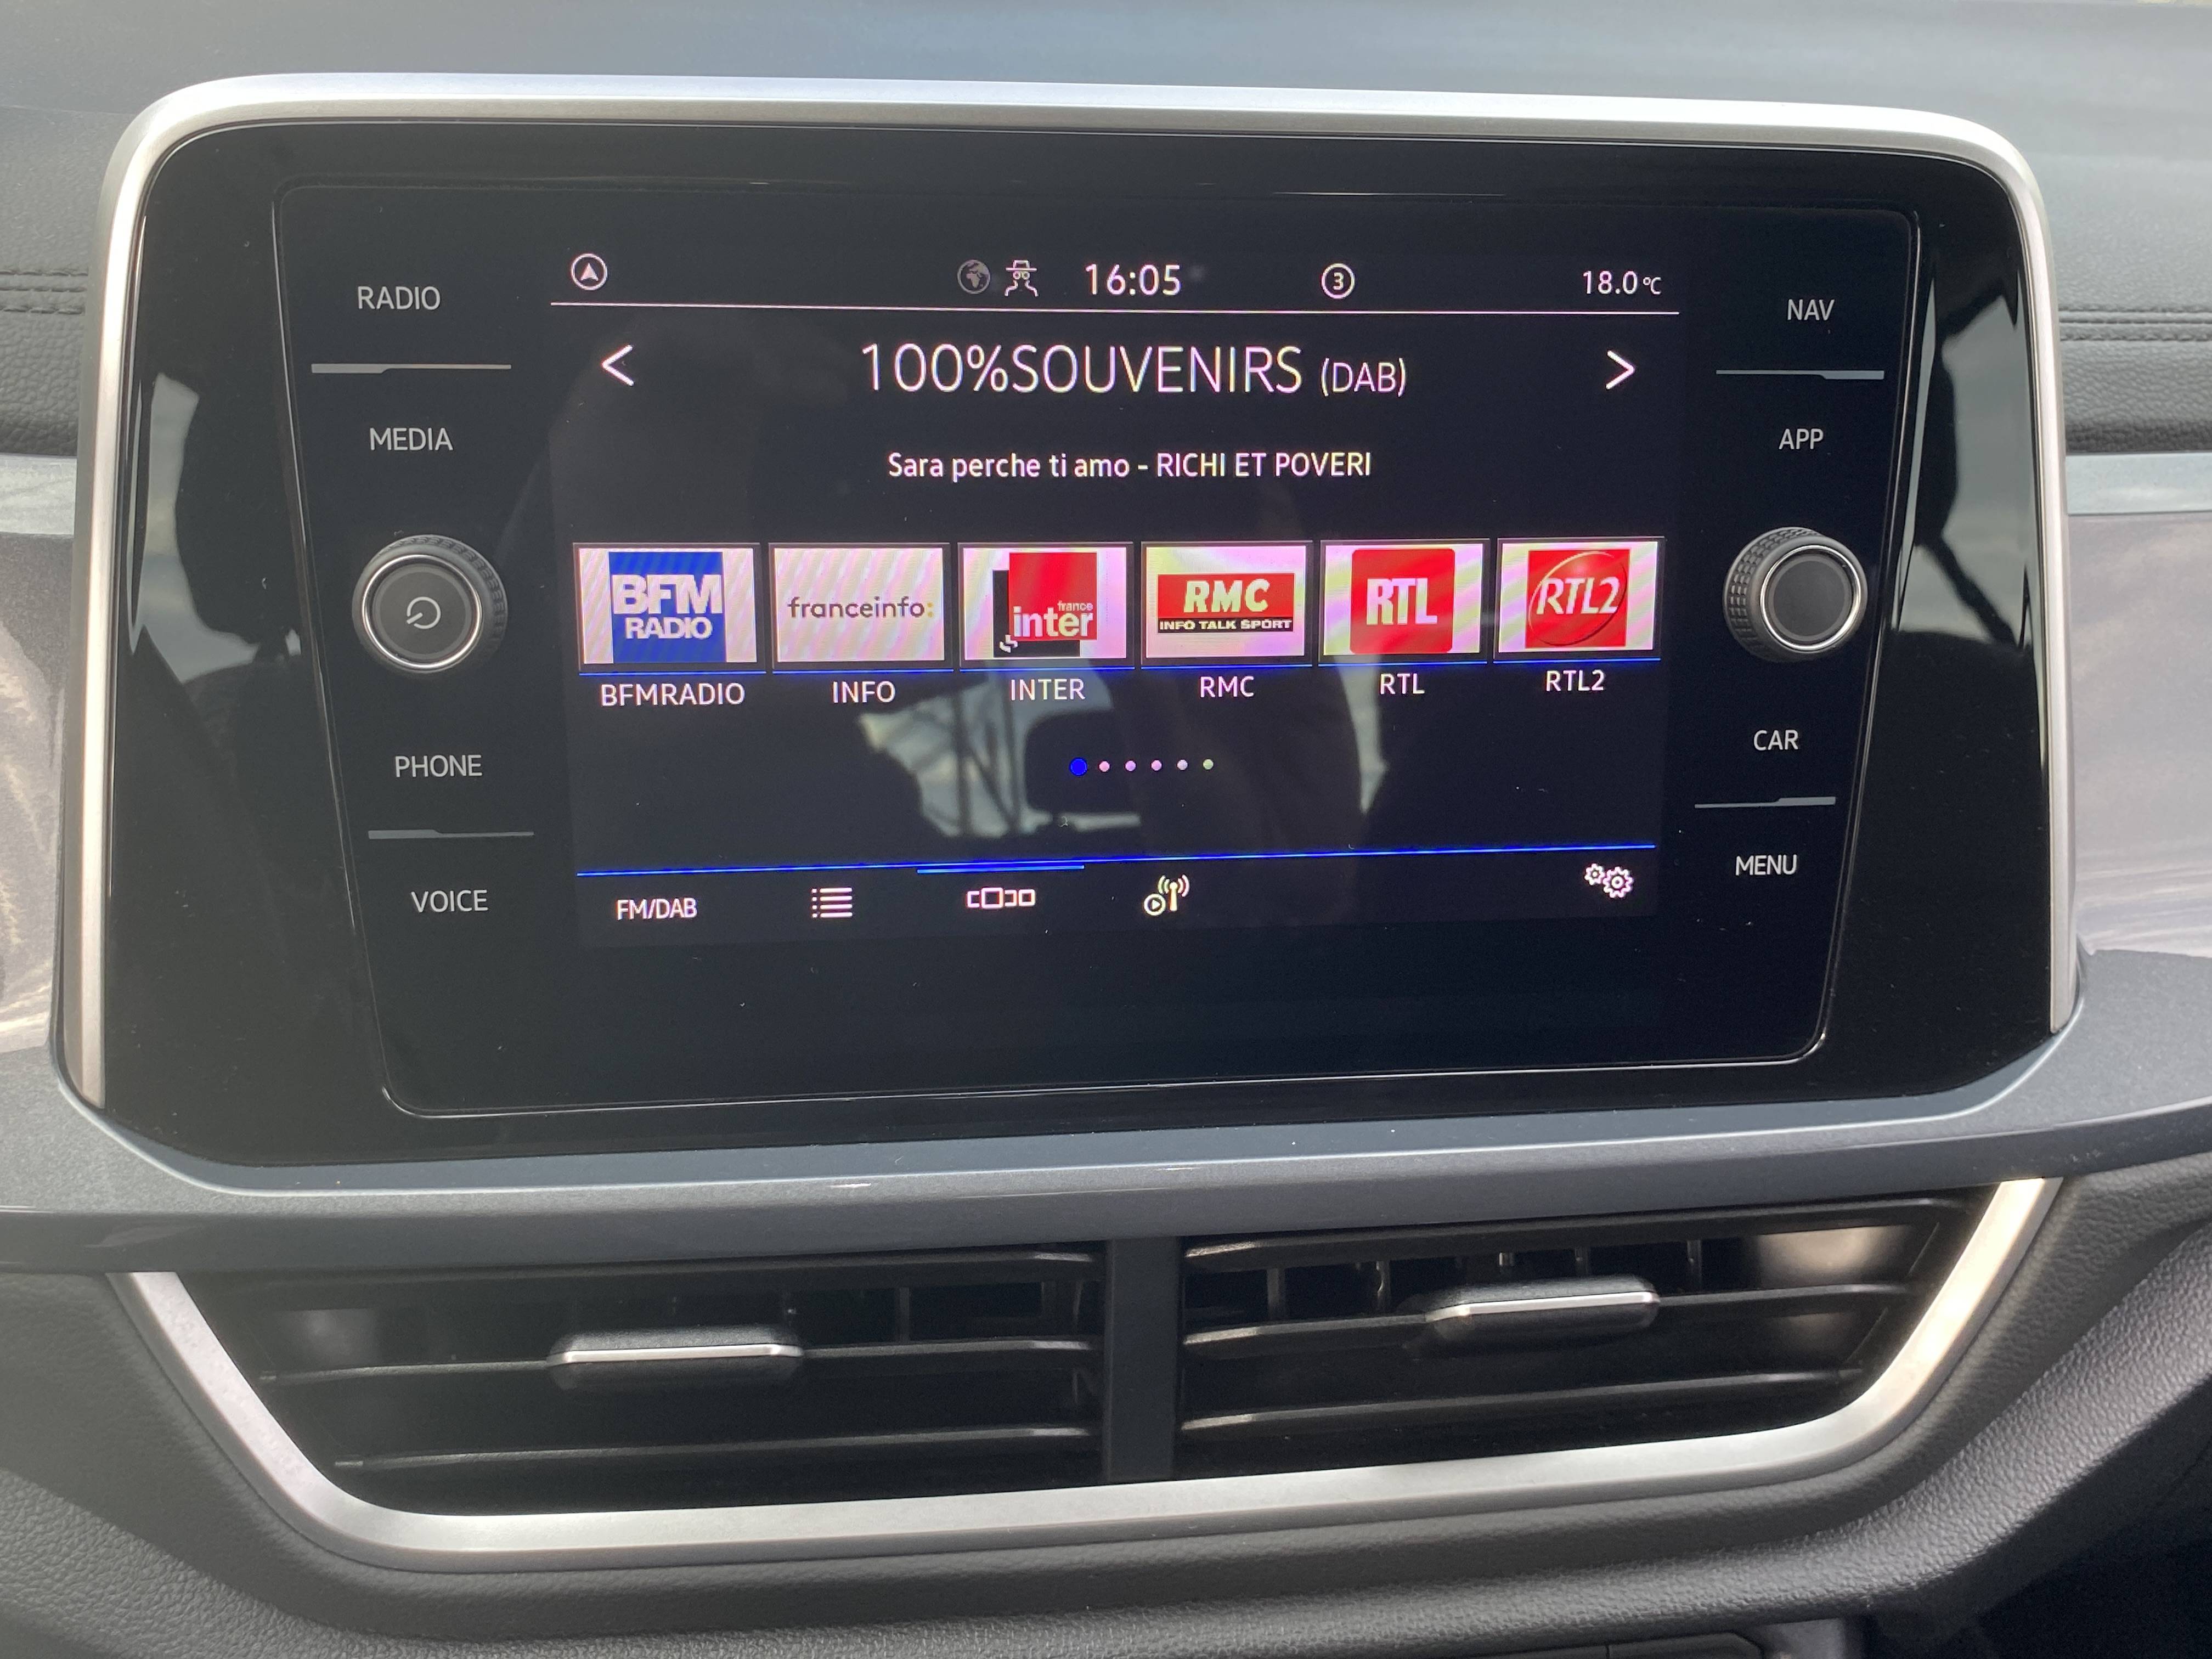 RADIO
MEDIA
PHONE
VOICE
16:05
3
18.0°C
< 100%SOUVENIRS (DAB) >
Sara perche ti amo - RICHI ET POVERI
BFM
RADIO
franceinfo:
france
inter
RMC
INFO TALK SPORT
RTL
RTL2
BFMRADIO INFO INTER RMC RTL RTL2
FM/DAB
NAV
APP
CAR
MENU